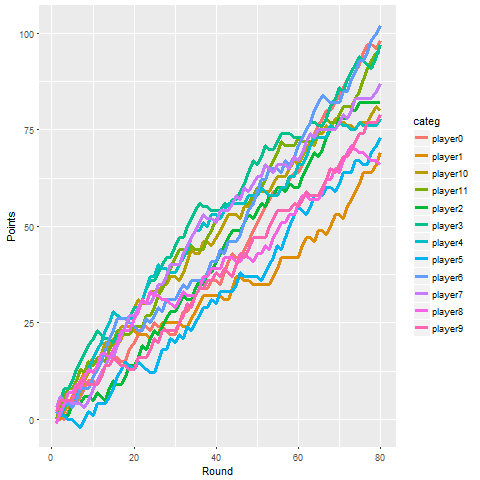 100
75
50
25
0
Points
0
20
40
60
80
Round
categ
player0
player1
player10
player11
player2
player3
player4
player5
player6
player7
player8
player9